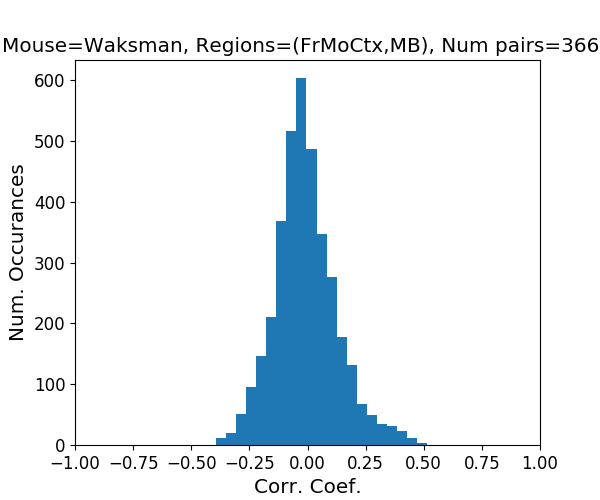 Mouse=Waksman, Regions=(FrMoCtx,MB), Num pairs=366
600
500
400
300
200
100
0
Num. Occurances
−1.00 −0.75 −0.50 −0.25 0.00 0.25 0.50 0.75 1.00
Corr. Coef.